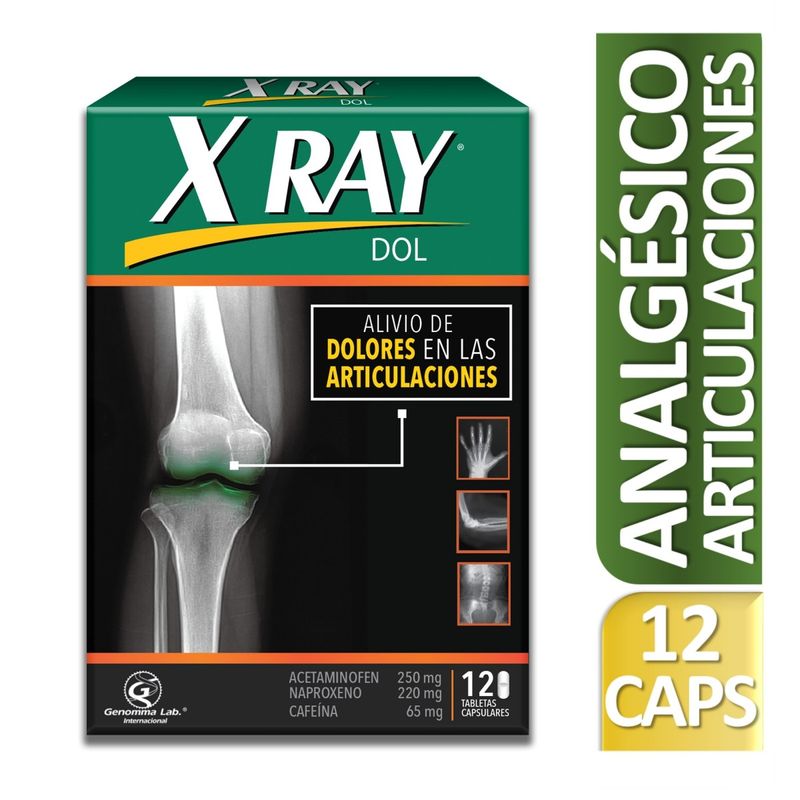 X RAY
DOL
X RAY®
DOL
ALIVIO DE
DOLORES EN LAS
ARTICULACIONES
ACETAMINOFEN 250 mg
NAPROXENO 220 mg
CAFEÍNA 65 mg
12
TABLETAS
CAPSULARES
Genomma Lab.®
Internacional
ANALGÉSICO
ARTICULACIONES
12
CAPS